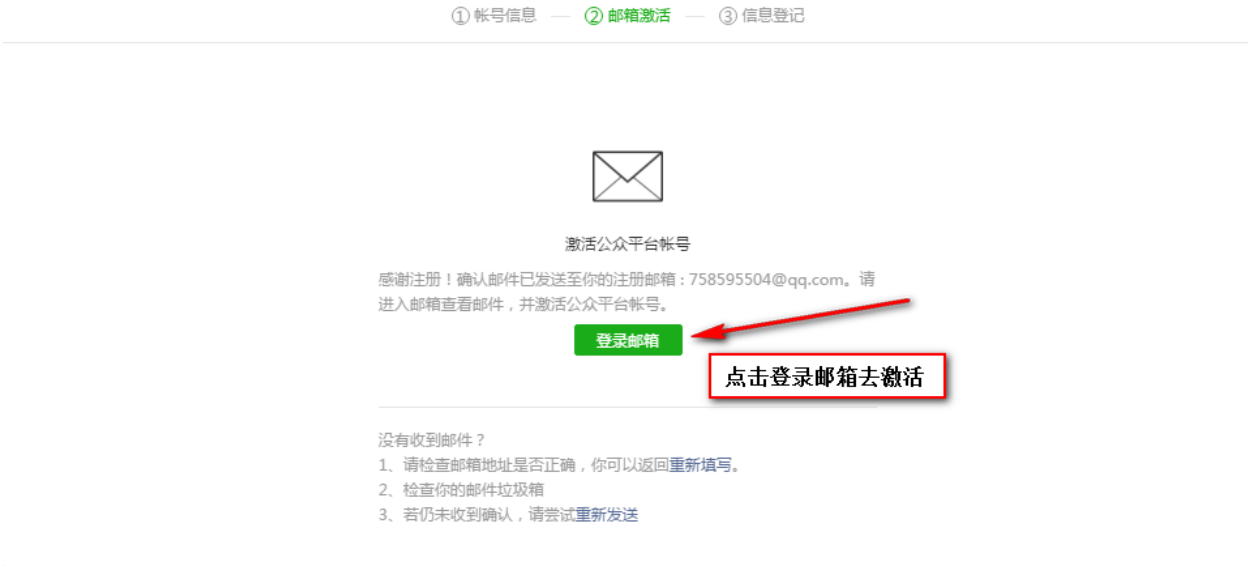 ① 帐号信息 — ② 邮箱激活 — ③ 信息登记
激活公众平台帐号
感谢注册！确认邮件已发送至你的注册邮箱：758595504@qq.com。请
进入邮箱查看邮件，并激活公众平台帐号。
登录邮箱
点击登录邮箱去激活
没有收到邮件？
1、请检查邮箱地址是否正确，你可以返回重新填写。
2、检查你的邮件垃圾箱
3、若仍未收到确认，请尝试重新发送